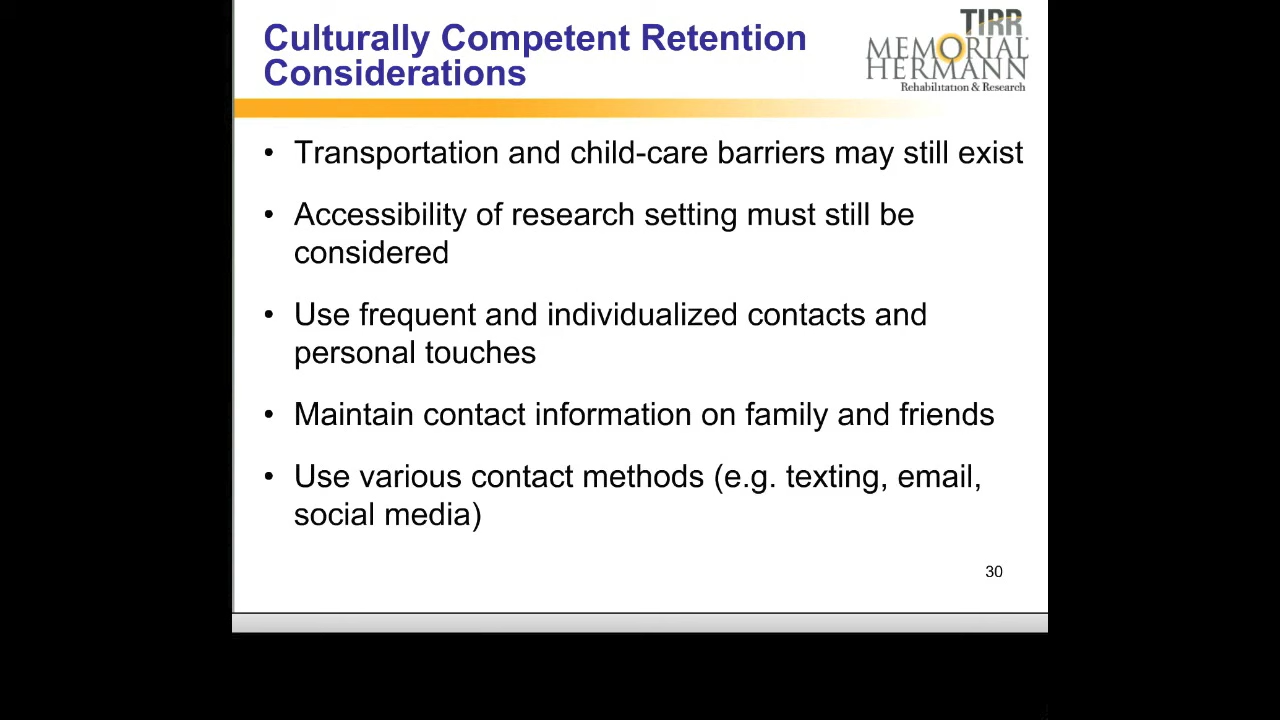 Culturally Competent Retention
Considerations
TIRR
MEMORIAL
HERMANN
Rehabilitation & Research
• Transportation and child-care barriers may still exist
• Accessibility of research setting must still be
considered
• Use frequent and individualized contacts and
personal touches
• Maintain contact information on family and friends
• Use various contact methods (e.g. texting, email,
social media)
30